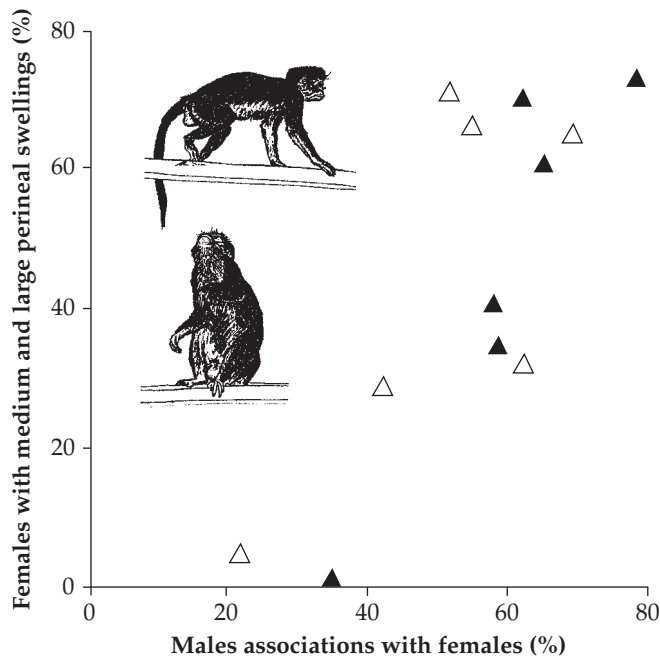 Females with medium and large perineal swellings (%)
80
60
40
20
0
0 20 40 60 80
Males associations with females (%)